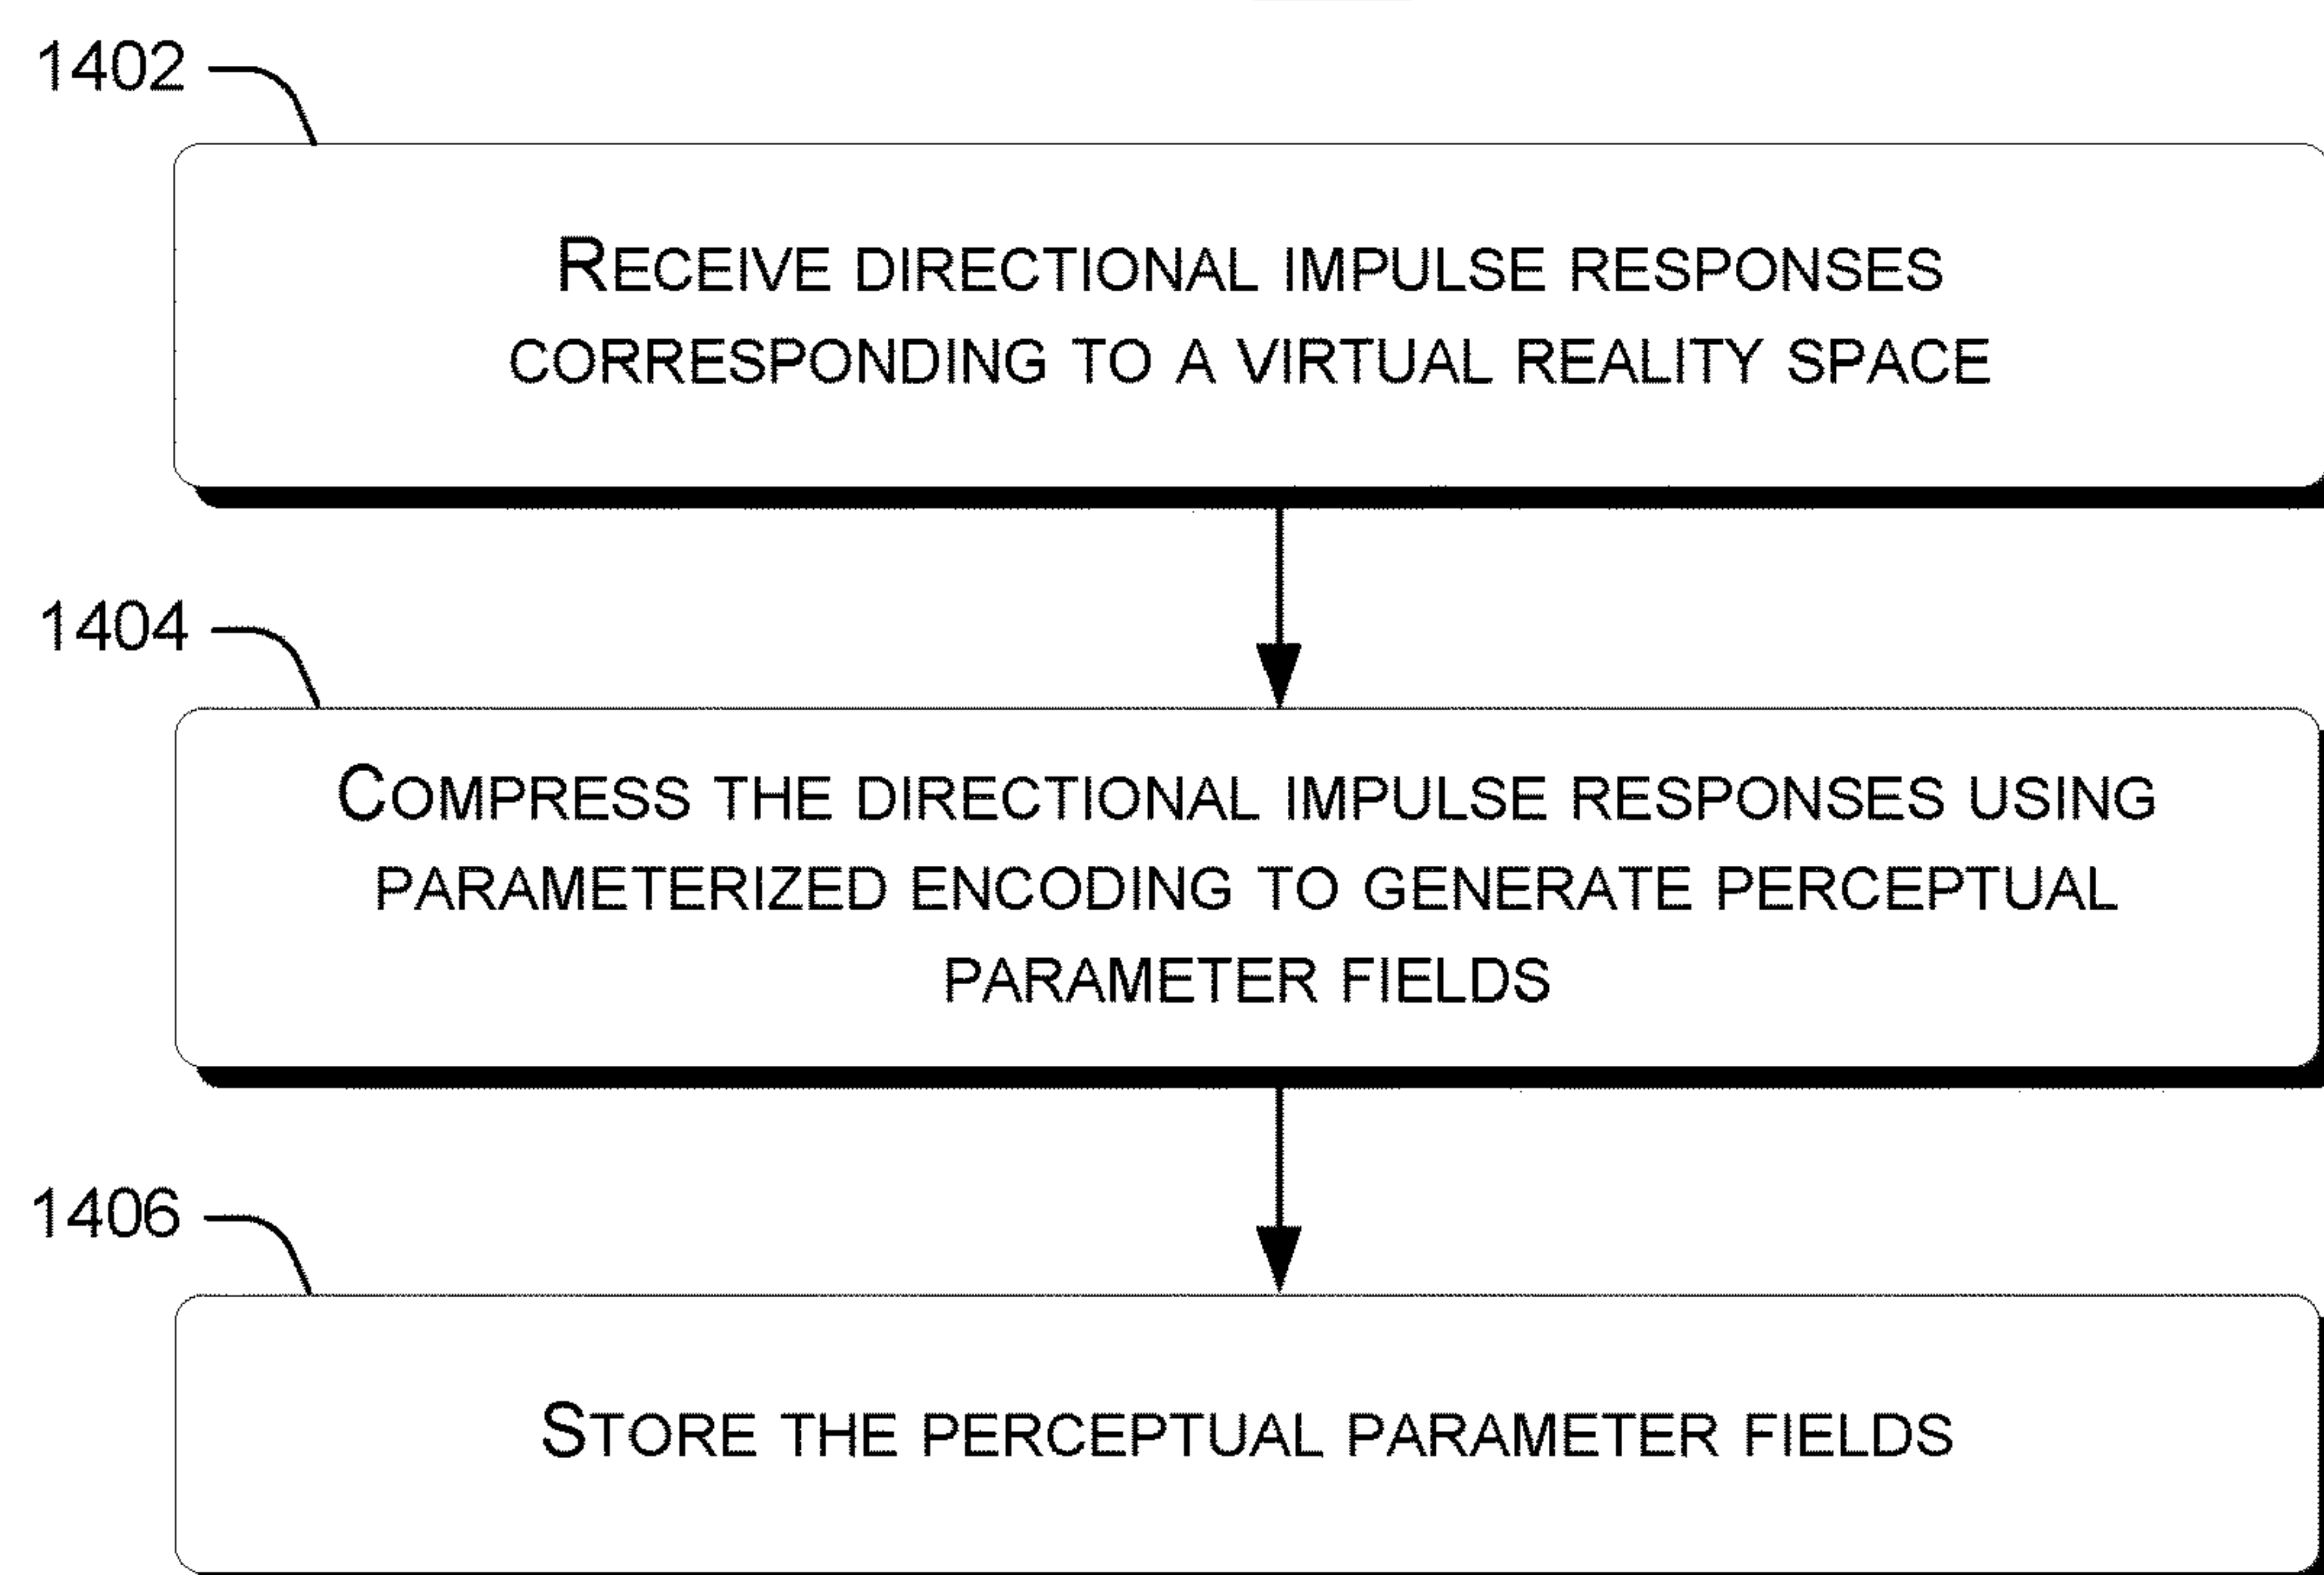 1402
RECEIVE DIRECTIONAL IMPULSE RESPONSES
CORRESPONDING TO A VIRTUAL REALITY SPACE
1404
COMPRESS THE DIRECTIONAL IMPULSE RESPONSES USING
PARAMETERIZED ENCODING TO GENERATE PERCEPTUAL
PARAMETER FIELDS
1406
STORE THE PERCEPTUAL PARAMETER FIELDS